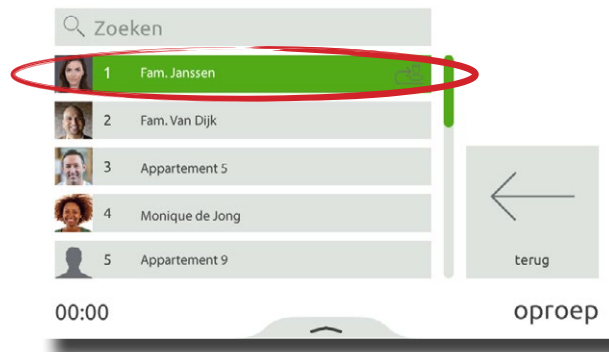 Zoeken
1 Fam. Janssen
2 Fam. Van Dijk
3 Appartement 5
4 Monique de Jong
5 Appartement 9
terug
00:00
oproep